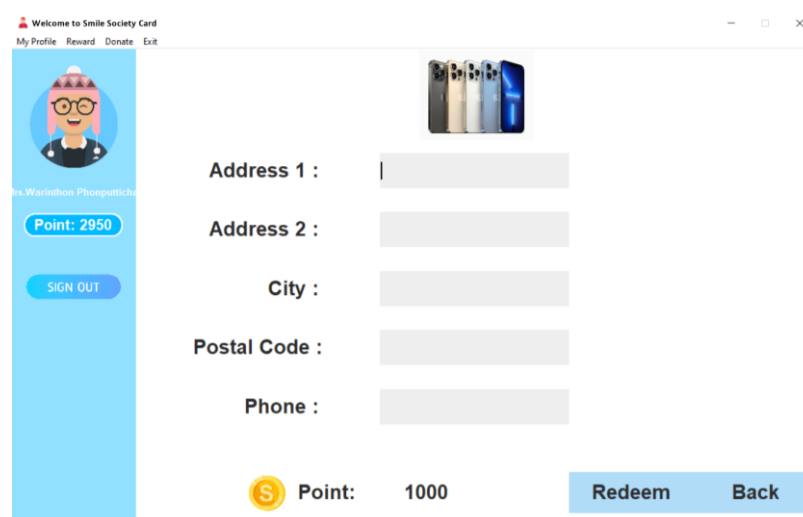 Welcome to Smile Society Card
My Profile Reward Donate Exit
Address 1 :
Warinthon
Point: 2950
Address 2 :
SIGN OUT
City :
Postal Code :
Phone :
S Point: 1000 Redeem Back